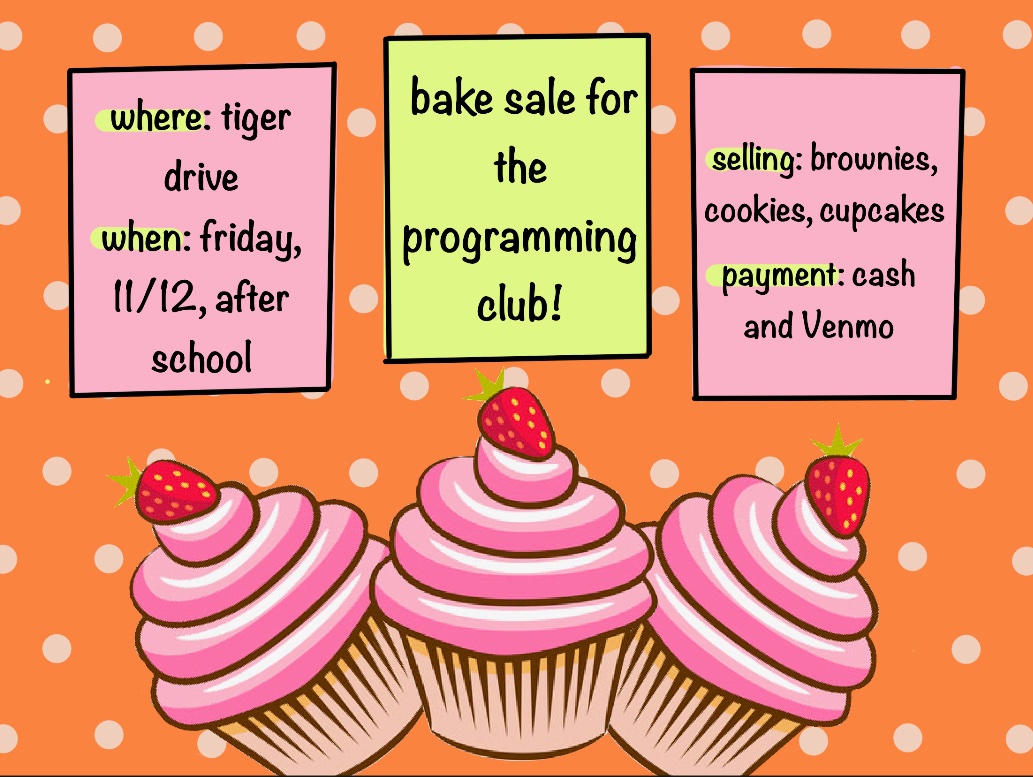 where: tiger
drive
when: friday,
11/12, after
school
bake sale for
the
programming
club!
selling: brownies,
cookies, cupcakes
payment: cash
and Venmo